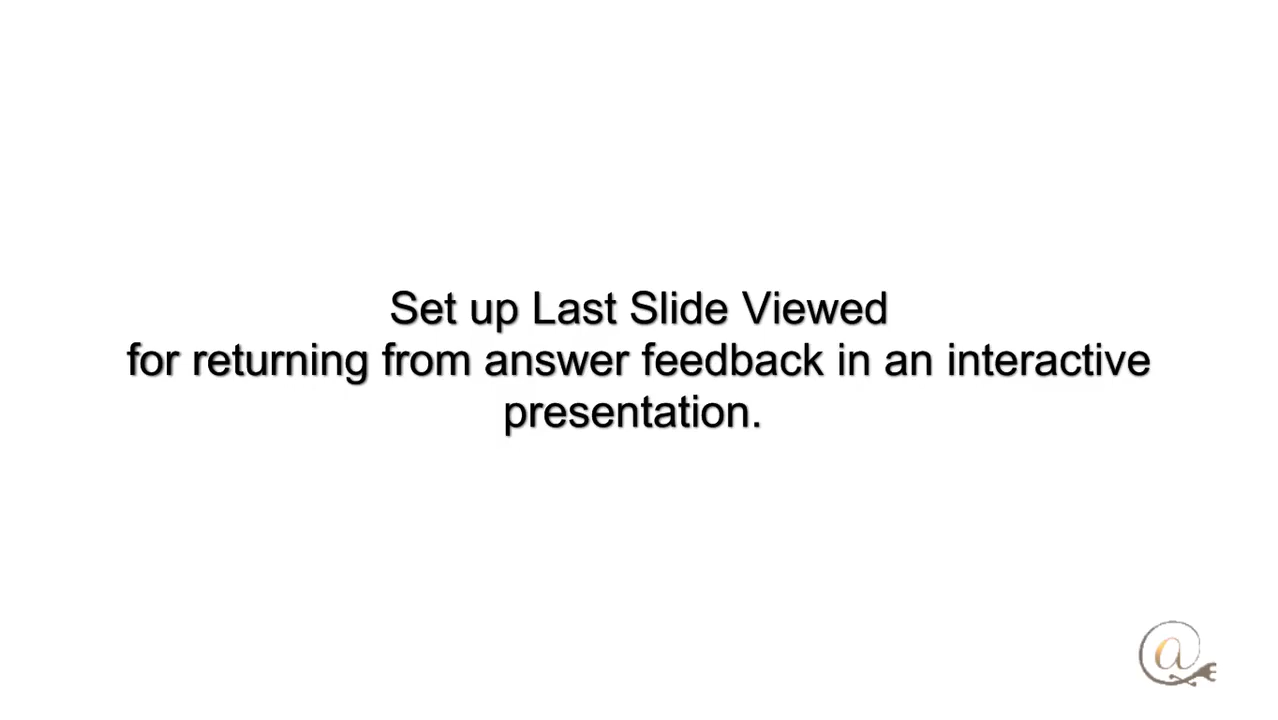 Set up Last Slide Viewed
for returning from answer feedback in an interactive
presentation.
@